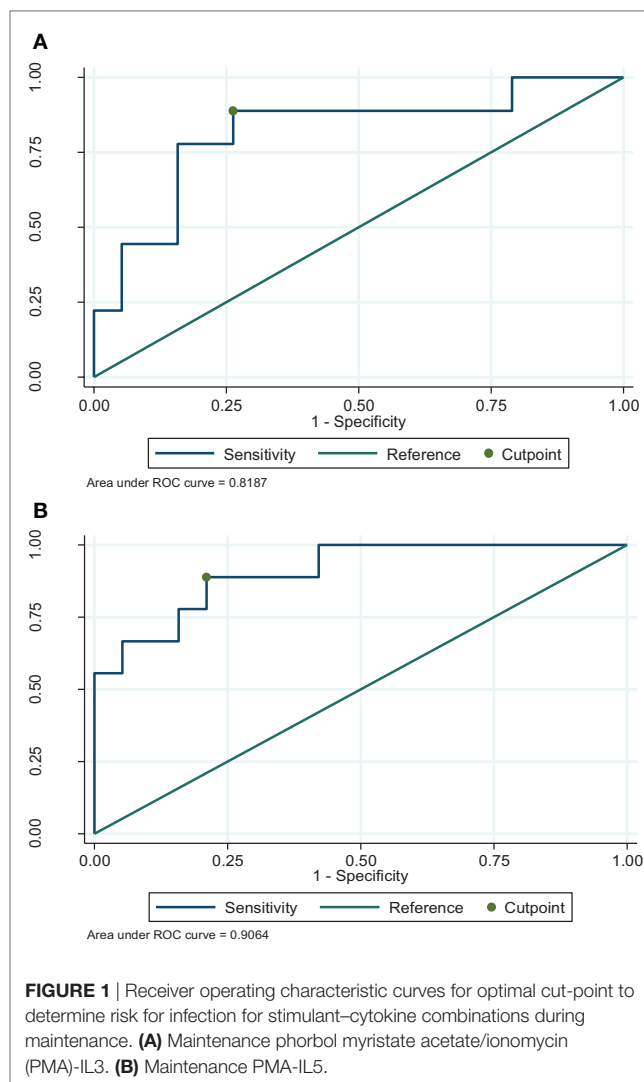 A
1.00
0.75
0.50
0.25
0.00
0.00 0.25 0.50 0.75 1.00
1 - Specificity
Sensitivity Reference Cutpoint
Area under ROC curve = 0.8187
B
1.00
0.75
0.50
0.25
0.00
0.00 0.25 0.50 0.75 1.00
1 - Specificity
Sensitivity Reference Cutpoint
Area under ROC curve = 0.9064
FIGURE 1 | Receiver operating characteristic curves for optimal cut-point to
determine risk for infection for stimulant–cytokine combinations during
maintenance. (A) Maintenance phorbol myristate acetate/ionomycin
(PMA)-IL3. (B) Maintenance PMA-IL5.